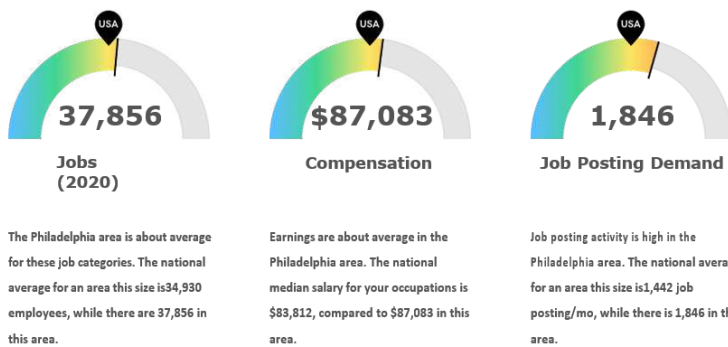 USA
37,856
Jobs
(2020)
The Philadelphia area is about average
for these job categories. The national
average for an area this size is34,930
employees, while there are 37,856 in
this area.
USA
$87,083
Compensation
Earnings are about average in the
Philadelphia area. The national
median salary for your occupations is
$83,812, compared to $87,083 in this
area.
USA
1,846
Job Posting Demand
Job posting activity is high in the
Philadelphia area. The national
for an area this size is1,442 job
posting/mo, while there is 1,846 in
area.